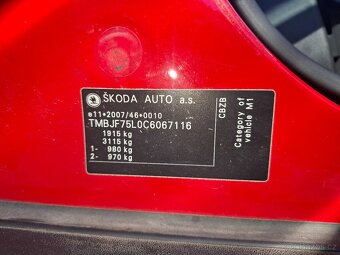 ŠKODA AUTO a.s.
e11*2007/46*0010
TMBJF75L0C6067116
1915 kg
3115 kg
1- 980 kg
2- 970 kg
CBZB
Category of
vehicle M1